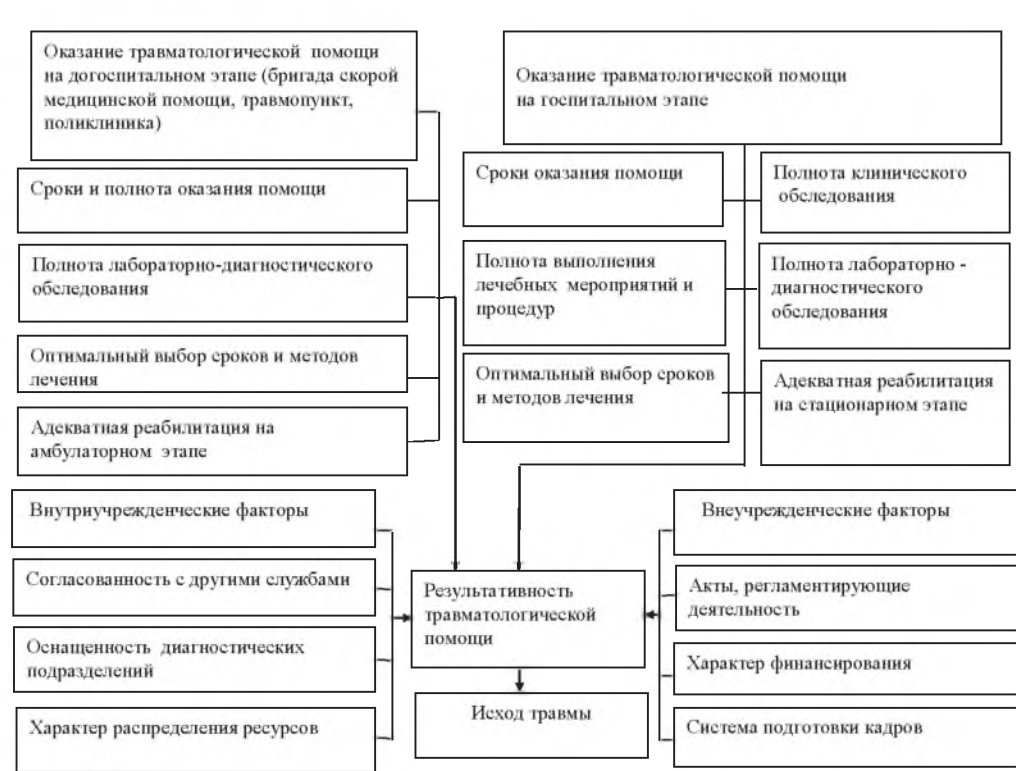 Оказание травматологической помощи
на догоспитальном этапе (бригада скорой
медицинской помощи, травмопункт,
поликлиника)
Сроки и полнота оказания помощи
Полнота лабораторно-диагностического
обследования
Оптимальный выбор сроков и методов
лечения
Адекватная реабилитация на
амбулаторном этапе
Оказание травматологической помощи
на госпитальном этапе
Сроки оказания помощи
Полнота клинического
обследования
Полнота выполнения
лечебных мероприятий и
процедур
Полнота лабораторно -
диагностического
обследования
Оптимальный выбор сроков
и методов лечения
Адекватная реабилитация
на стационарном этапе
Внутриучрежденческие факторы
Согласованность с другими службами
Оснащенность диагностических
подразделений
Характер распределения ресурсов
Результативность
травматологической
помощи
Исход травмы
Внеучрежденческие факторы
Акты, регламентирующие
деятельность
Характер финансирования
Система подготовки кадров